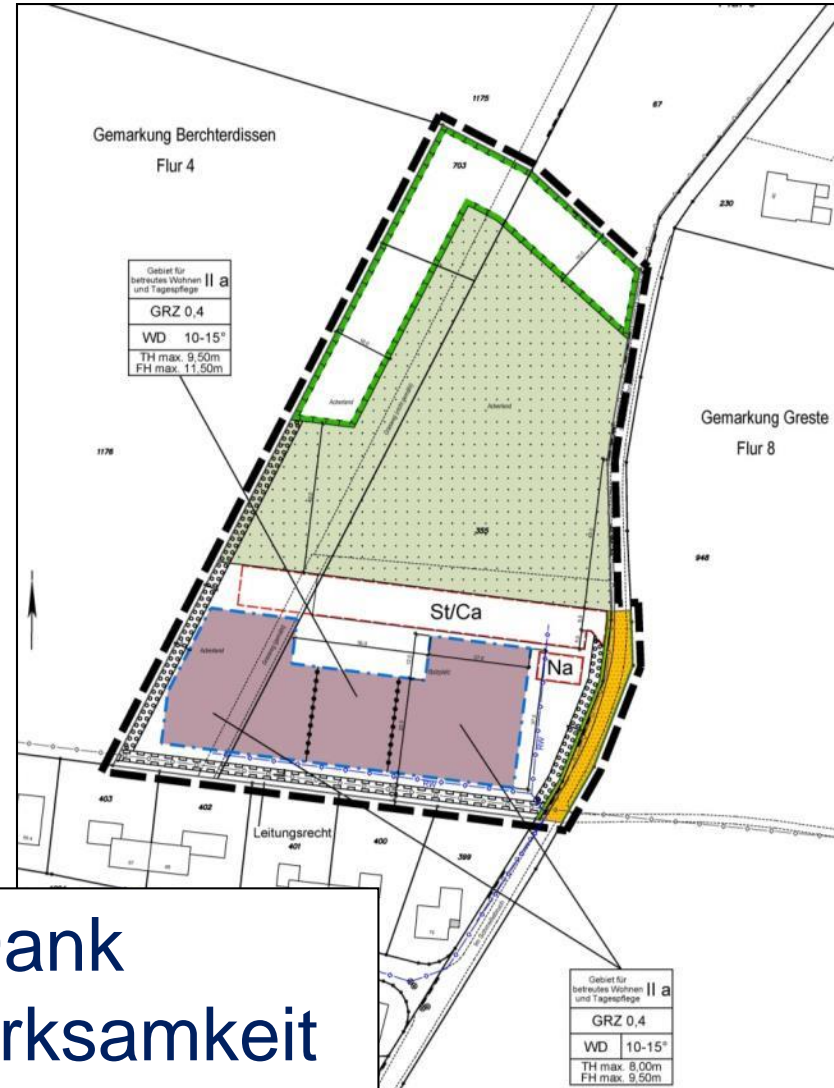 1175
67
Gemarkung Berchterdissen
Flur 4
703
230
Gebiet für
betreutes Wohnen II a
und Tagespflege
GRZ 0,4
WD 10-15°
TH max. 9,50m
FH max. 11,50m
Ackerland
Ackerland
Gemarkung Greste
Flur 8
1176
355
948
St/Ca
Na
Ackerland
403
402
Leitungsrecht
401
400
399
ank
rksamkeit
Gebiet für
betreutes Wohnen II a
und Tagespflege
GRZ 0,4
WD 10-15°
TH max. 8,00m
FH max. 9,50m